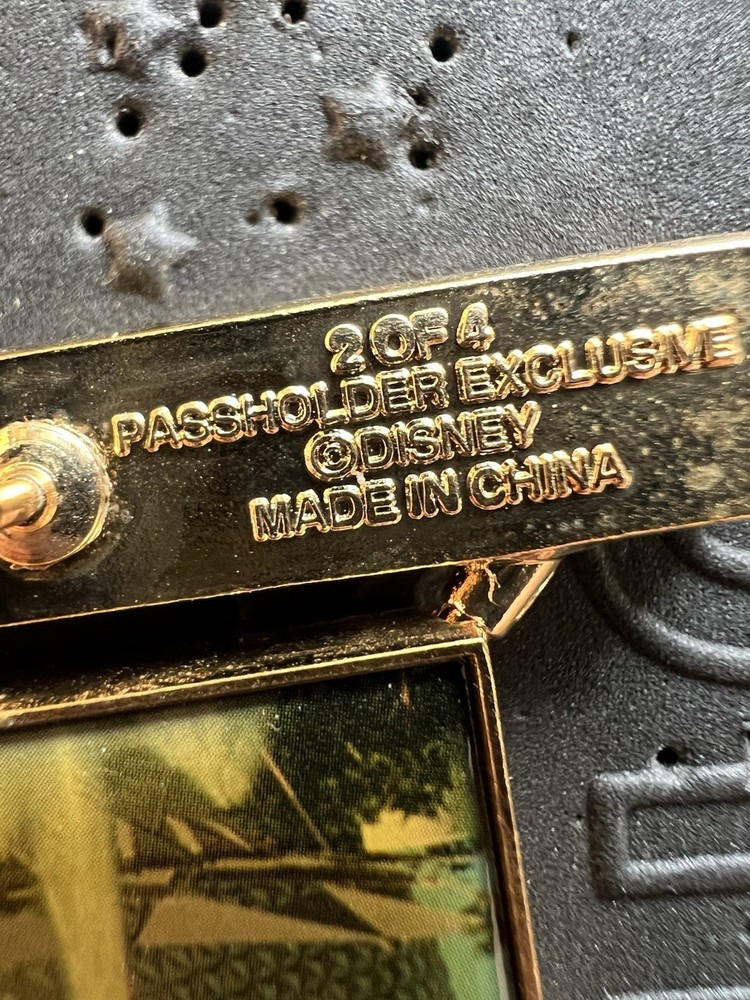 2 OF 4
PASSHOLDER EXCLUSIVE
©DISNEY
MADE IN CHINA